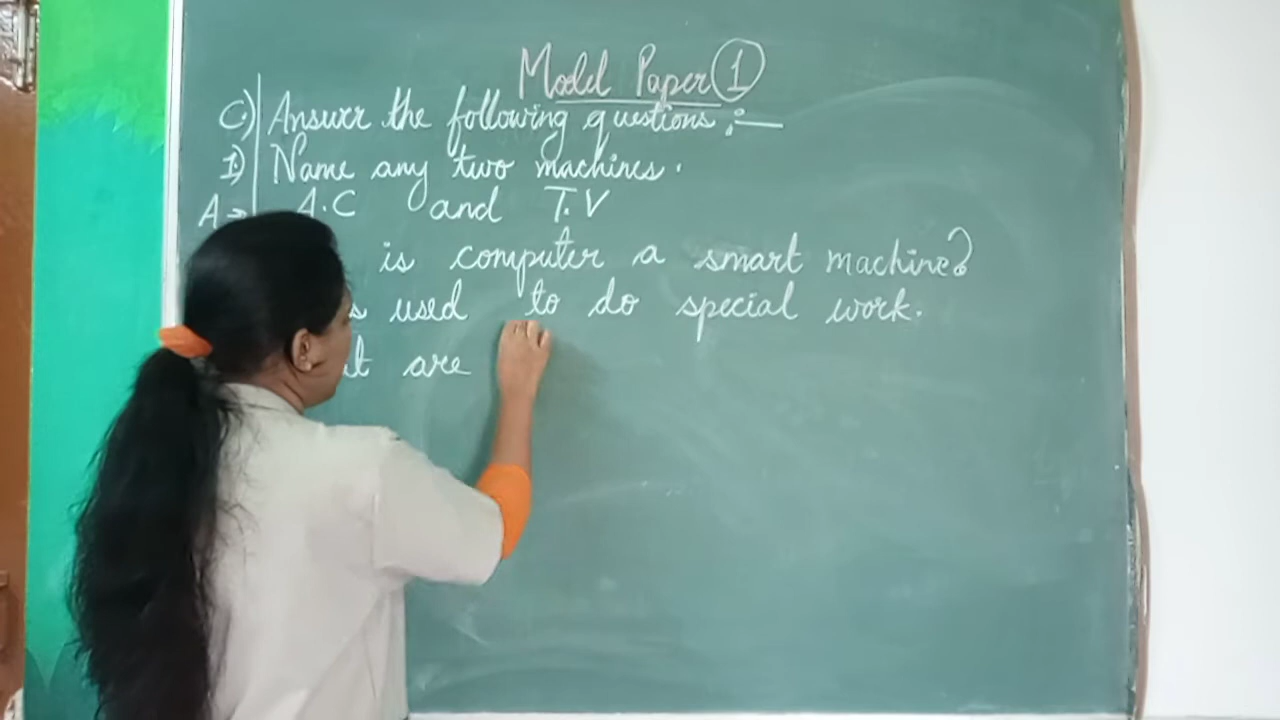 Model Paper 1
C) Answer the following questions :—
1) Name any two machines.
A → A.C and T.V
is computer a smart machine?
used to do special work.
are